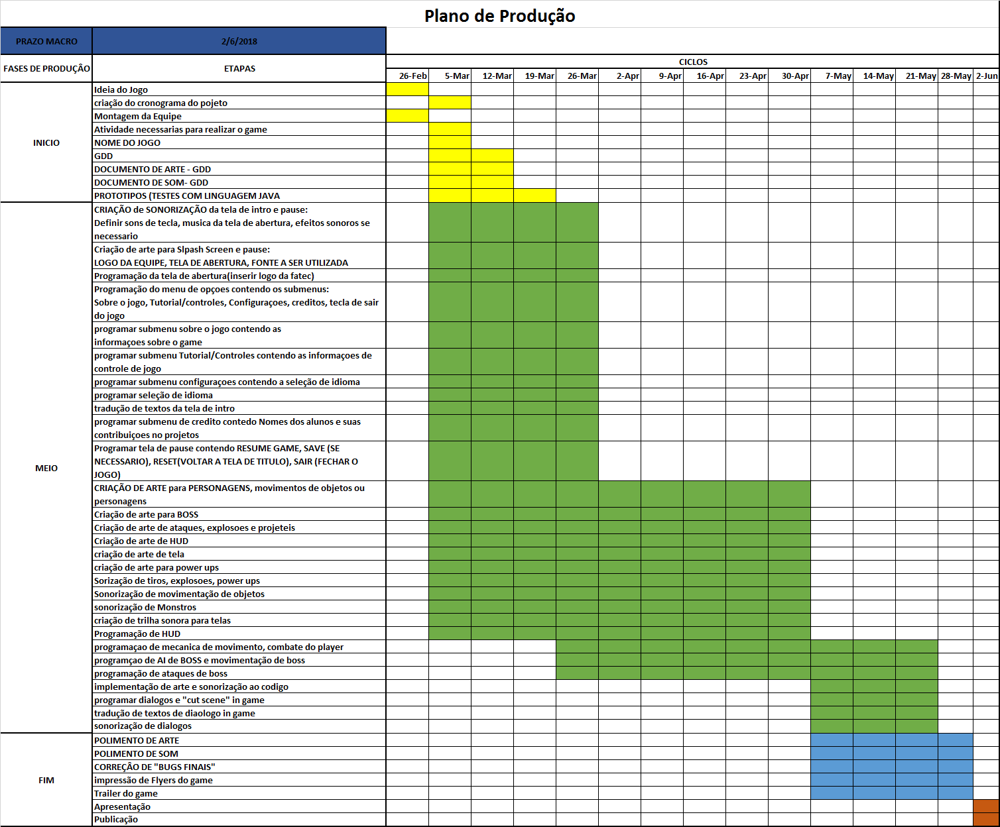 Plano de Produção
PRAZO MACRO 2/6/2018
FASES DE PRODUÇÂO ETAPAS CICLOS
26-Feb 5-Mar 12-Mar 19-Mar 26-Mar 2-Apr 9-Apr 16-Apr 23-Apr 30-Apr 7-May 14-May 21-May 28-May 2-Jun
INICIO
Ideia do Jogo
criação do cronograma do pojeto
Montagem da Equipe
Atividade necessarias para realizar o game
NOME DO JOGO
GDD
DOCUMENTO DE ARTE - GDD
DOCUMENTO DE SOM- GDD
PROTOTIPOS (TESTES COM LINGUAGEM JAVA
MEIO
CRIAÇÃO de SONORIZAÇÃO da tela de intro e pause:
Definir sons de tecla, musica da tela de abertura, efeitos sonoros se
necessario
Criação de arte para Slpash Screen e pause:
LOGO DA EQUIPE, TELA DE ABERTURA, FONTE A SER UTILIZADA
Programação da tela de abertura(inserir logo da fatec)
Programação do menu de opçoes contendo os submenus:
Sobre o jogo, Tutorial/controles, Configuraçoes, creditos, tecla de sair
do jogo
programar submenu sobre o jogo contendo as
informaçoes sobre o game
programar submenu Tutorial/Controles contendo as informaçoes de
controle de jogo
programar submenu configuraçoes contendo a seleção de idioma
programar seleção de idioma
tradução de textos da tela de intro
programar submenu de credito contedo Nomes dos alunos e suas
contribuiçoes no projetos
Programar tela de pause contendo RESUME GAME, SAVE (SE
NECESSARIO), RESET(VOLTAR A TELA DE TITULO), SAIR (FECHAR O
JOGO)
CRIAÇÃO DE ARTE para PERSONAGENS, movimentos de objetos ou
personagens
Criação de arte para BOSS
Criação de arte de ataques, explosoes e projeteis
Criação de arte de HUD
criação de arte de tela
criação de arte para power ups
Sorização de tiros, explosoes, power ups
Sonorização de movimentação de objetos
sonorização de Monstros
criação de trilha sonora para telas
Programação de HUD
programaçao de mecanica de movimento, combate do player
programçao de AI de BOSS e movimentação de boss
programação de ataques de boss
implementação de arte e sonorização ao codigo
programar dialogos e "cut scene" in game
tradução de textos de diaologo in game
sonorização de dialogos
FIM
POLIMENTO DE ARTE
POLIMENTO DE SOM
CORREÇÂO DE "BUGS FINAIS"
impressão de Flyers do game
Trailer do game
Apresentação
Publicação